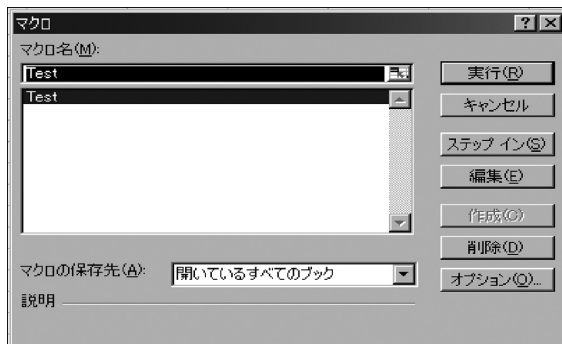 マクロ
マクロ名(M):
Test
Test
実行(R)
キャンセル
ステップ イン(S)
編集(E)
作成(C)
削除(D)
オプション(O)...
マクロの保存先(A):
開いているすべてのブック
説明